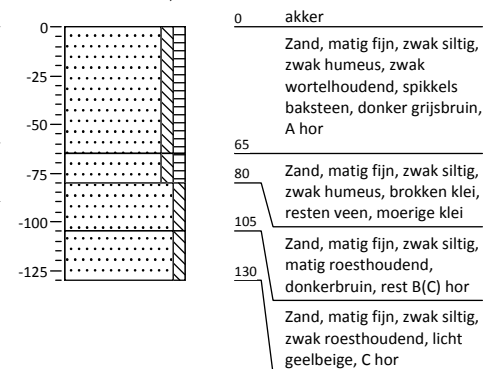 0
-25
-50
-75
-100
-125
0 akker
Zand, matig fijn, zwak siltig,
zwak humeus, zwak
wortelhoudend, spikkels
baksteen, donker grijsbruin,
A hor
65
80
Zand, matig fijn, zwak siltig,
zwak humeus, brokken klei,
resten veen, moerige klei
105
Zand, matig fijn, zwak siltig,
matig roesthoudend,
donkerbruin, rest B(C) hor
130
Zand, matig fijn, zwak siltig,
zwak roesthoudend, licht
geelbeige, C hor